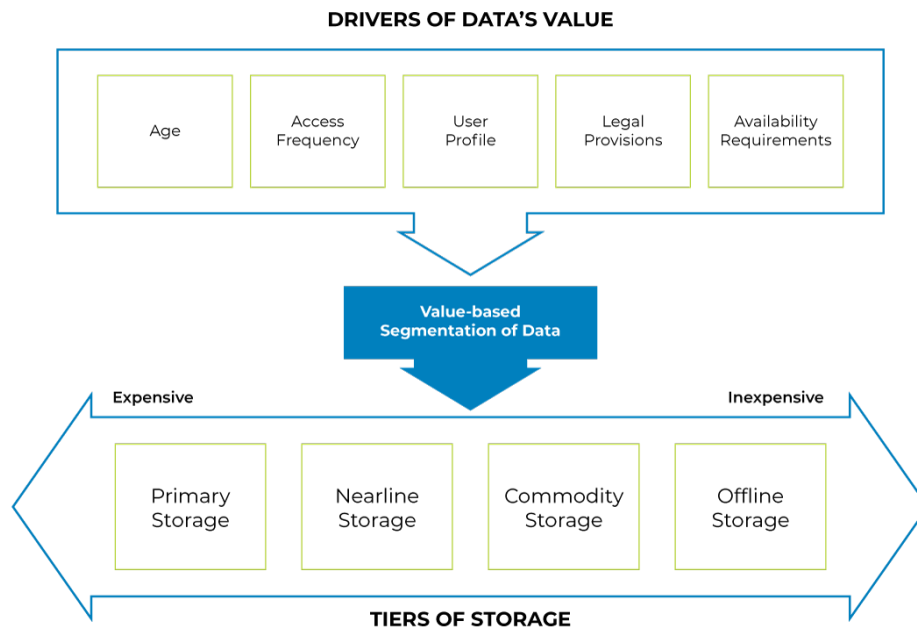 DRIVERS OF DATA’S VALUE
Age
Access
Frequency
User
Profile
Legal
Provisions
Availability
Requirements
Value-based
Segmentation of Data
Expensive
Inexpensive
Primary
Storage
Nearline
Storage
Commodity
Storage
Offline
Storage
TIERS OF STORAGE